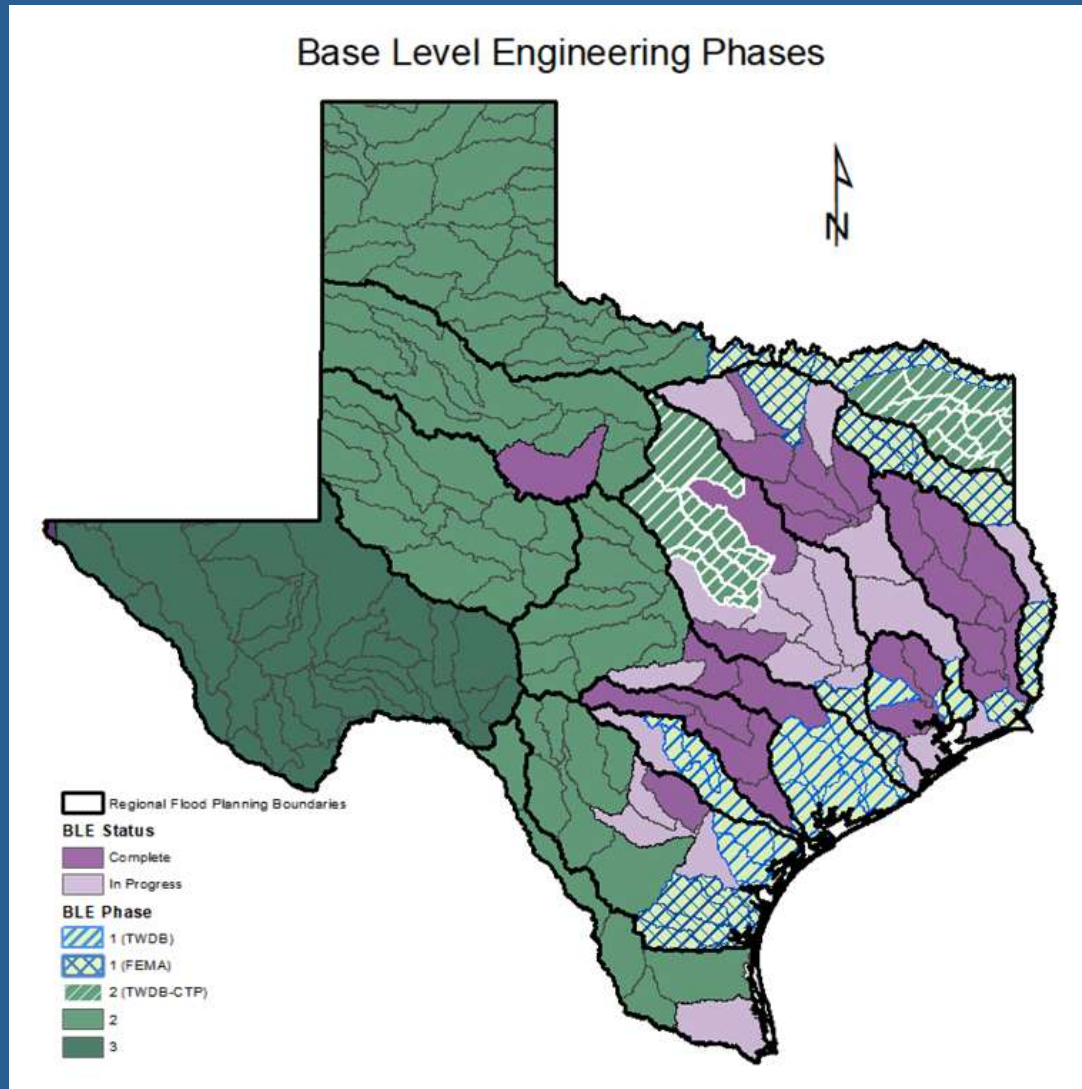 Base Level Engineering Phases
N
Regional Flood Planning Boundaries
BLE Status
Complete
In Progress
BLE Phase
1 (TWDB)
1 (FEMA)
2 (TWDB-CTP)
2
3